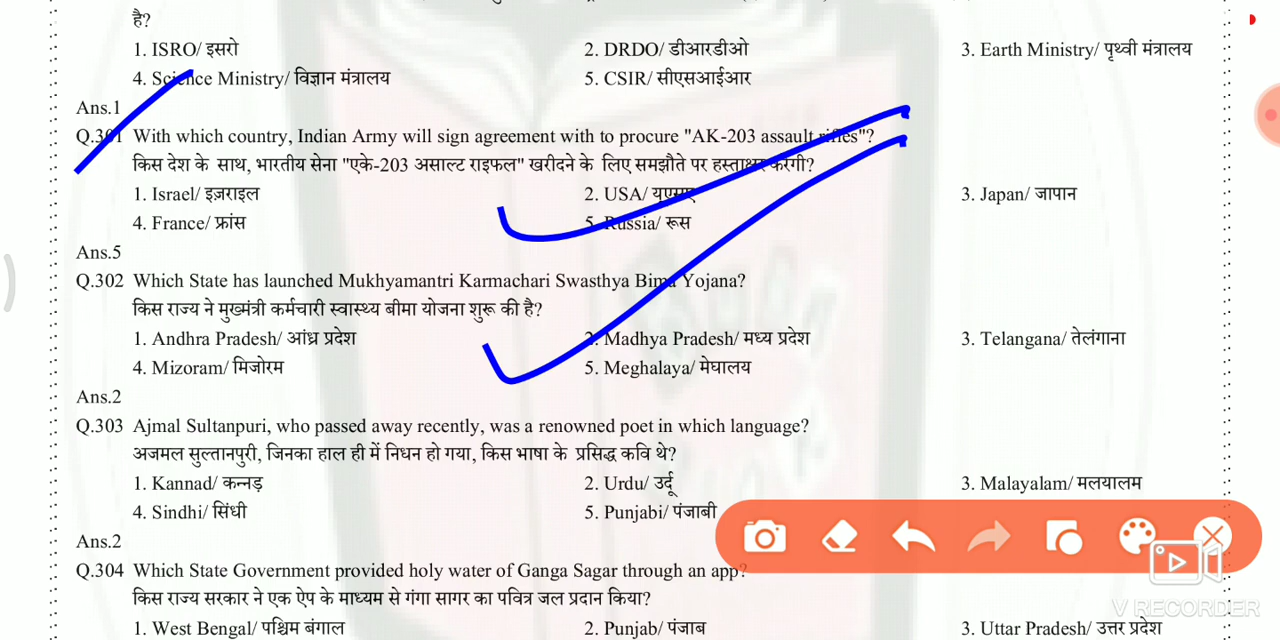 है?
1. ISRO/ इसरो 2. DRDO/ डीआरडीओ 3. Earth Ministry/ पृथ्वी मंत्रालय
4. Science Ministry/ विज्ञान मंत्रालय 5. CSIR/ सीएसआईआर
Ans.1
Q.301 With which country, Indian Army will sign agreement with to procure "AK-203 assault rifles"?
किस देश के साथ, भारतीय सेना "एके-203 असाल्ट राइफल" खरीदने के लिए समझौते पर हस्ताक्षर करेगी?
1. Israel/ इज़राइल 2. USA/ यूएसए 3. Japan/ जापान
4. France/ फ्रांस 5. Russia/ रूस
Ans.5
Q.302 Which State has launched Mukhyamantri Karmachari Swasthya Bima Yojana?
किस राज्य ने मुख्यमंत्री कर्मचारी स्वास्थ्य बीमा योजना शुरू की है?
1. Andhra Pradesh/ आंध्र प्रदेश 2. Madhya Pradesh/ मध्य प्रदेश 3. Telangana/ तेलंगाना
4. Mizoram/ मिजोरम 5. Meghalaya/ मेघालय
Ans.2
Q.303 Ajmal Sultanpuri, who passed away recently, was a renowned poet in which language?
अजमल सुल्तानपुरी, जिनका हाल ही में निधन हो गया, किस भाषा के प्रसिद्ध कवि थे?
1. Kannad/ कन्नड़ 2. Urdu/ उर्दू 3. Malayalam/ मलयालम
4. Sindhi/ सिंधी 5. Punjabi/ पंजाबी
Ans.2
Q.304 Which State Government provided holy water of Ganga Sagar through an app?
किस राज्य सरकार ने एक ऐप के माध्यम से गंगा सागर का पवित्र जल प्रदान किया?
V RECORDER
1. West Bengal/ पश्चिम बंगाल 2. Punjab/ पंजाब 3. Uttar Pradesh/ उत्तर प्रदेश